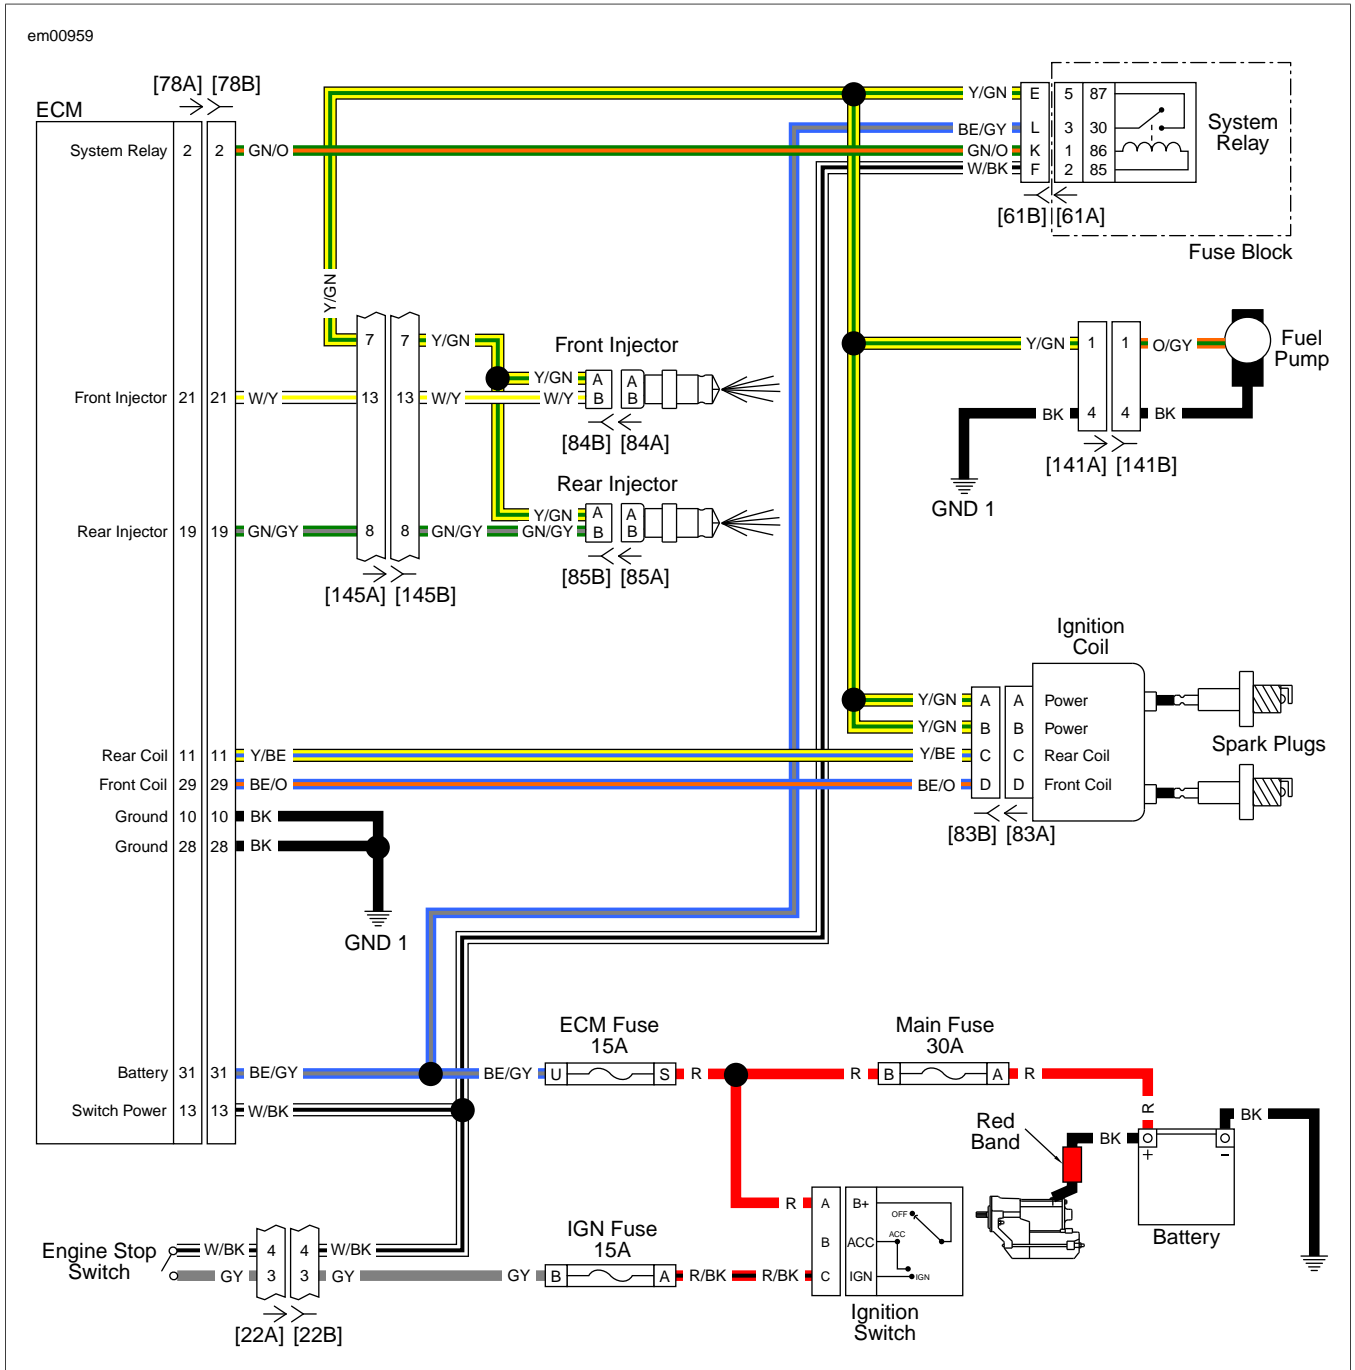 em00959
[78A] [78B]
ECM
System Relay 2 2 GN/O
GN/O K 1 86
Y/GN E 5 87
BE/GY L 3 30
W/BK F 2 85
System
Relay
[61B] [61A]
Fuse Block
Y/GN
7 7 Y/GN
Front Injector
Y/GN A A
Front Injector 21 21 W/Y 13 13 W/Y W/Y B B
[84B] [84A]
Rear Injector
Y/GN A A
Rear Injector 19 19 GN/GY 8 8 GN/GY GN/GY B B
[85B] [85A]
[145A] [145B]
Y/GN 1 1 O/GY
Fuel
Pump
BK 4 4 BK
[141A] [141B]
GND 1
Ignition
Coil
Y/GN A A Power
Y/GN B B Power
Rear Coil 11 11 Y/BE Y/BE C C Rear Coil
Front Coil 29 29 BE/O BE/O D D Front Coil
Spark Plugs
[83B] [83A]
Ground 10 10 BK
Ground 28 28 BK
GND 1
ECM Fuse
15A
Main Fuse
30A
Battery 31 31 BE/GY BE/GY U S R R B A R
Switch Power 13 13 W/BK
R
Red
Band
BK
BK
+ -
Battery
R A B+
OFF
B ACC
ACC
C IGN
IGN
Ignition
Switch
IGN Fuse
15A
Engine Stop
Switch
W/BK 4 4 W/BK
GY 3 3 GY GY B A R/BK R/BK
[22A] [22B]